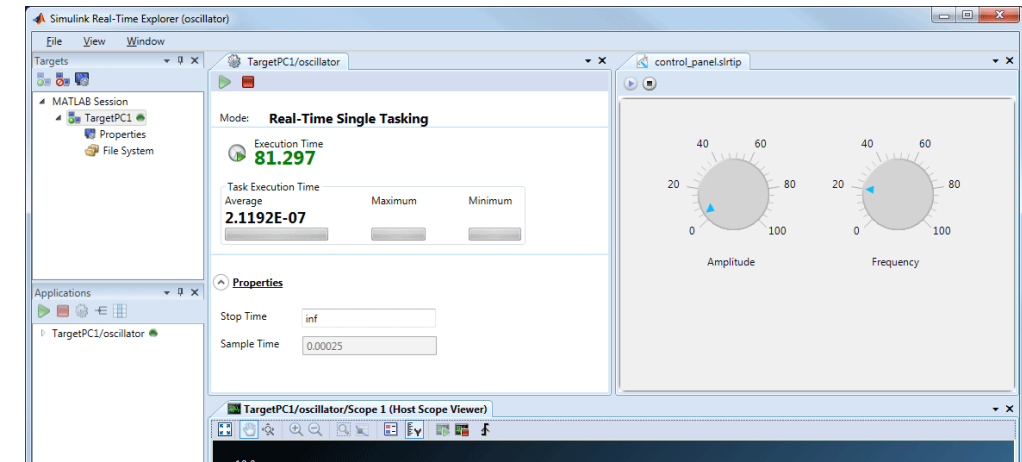 Simulink Real-Time Explorer (oscillator)
File View Window
Targets
MATLAB Session
TargetPC1
Properties
File System
Applications
TargetPC1/oscillator
TargetPC1/oscillator
Mode: Real-Time Single Tasking
Execution Time
81.297
Task Execution Time
Average Maximum Minimum
2.1192E-07
Properties
Stop Time inf
Sample Time 0.00025
control_panel.slrtip
40 60 40 60
20 80 20 80
0 100 0 100
Amplitude Frequency
TargetPC1/oscillator/Scope 1 (Host Scope Viewer)